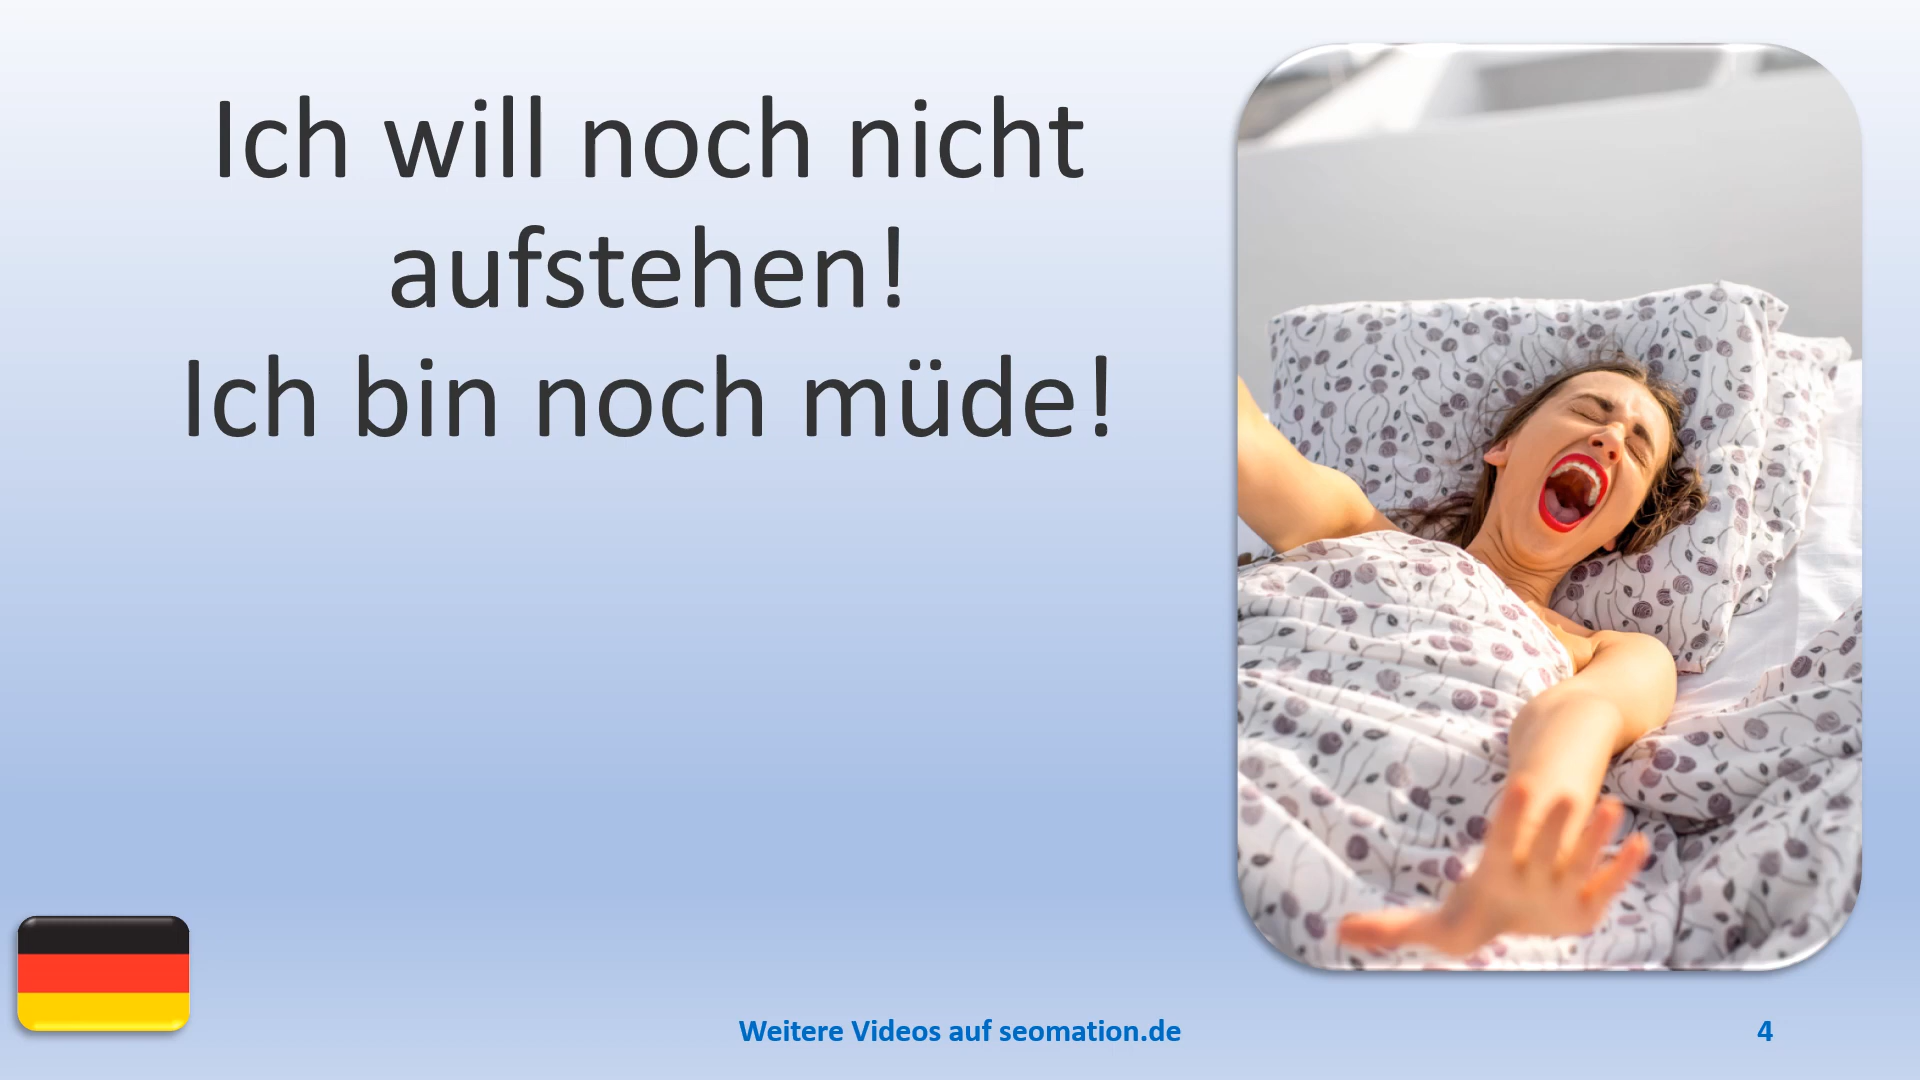 Ich will noch nicht
aufstehen!
Ich bin noch müde!
Weitere Videos auf seomation.de
4